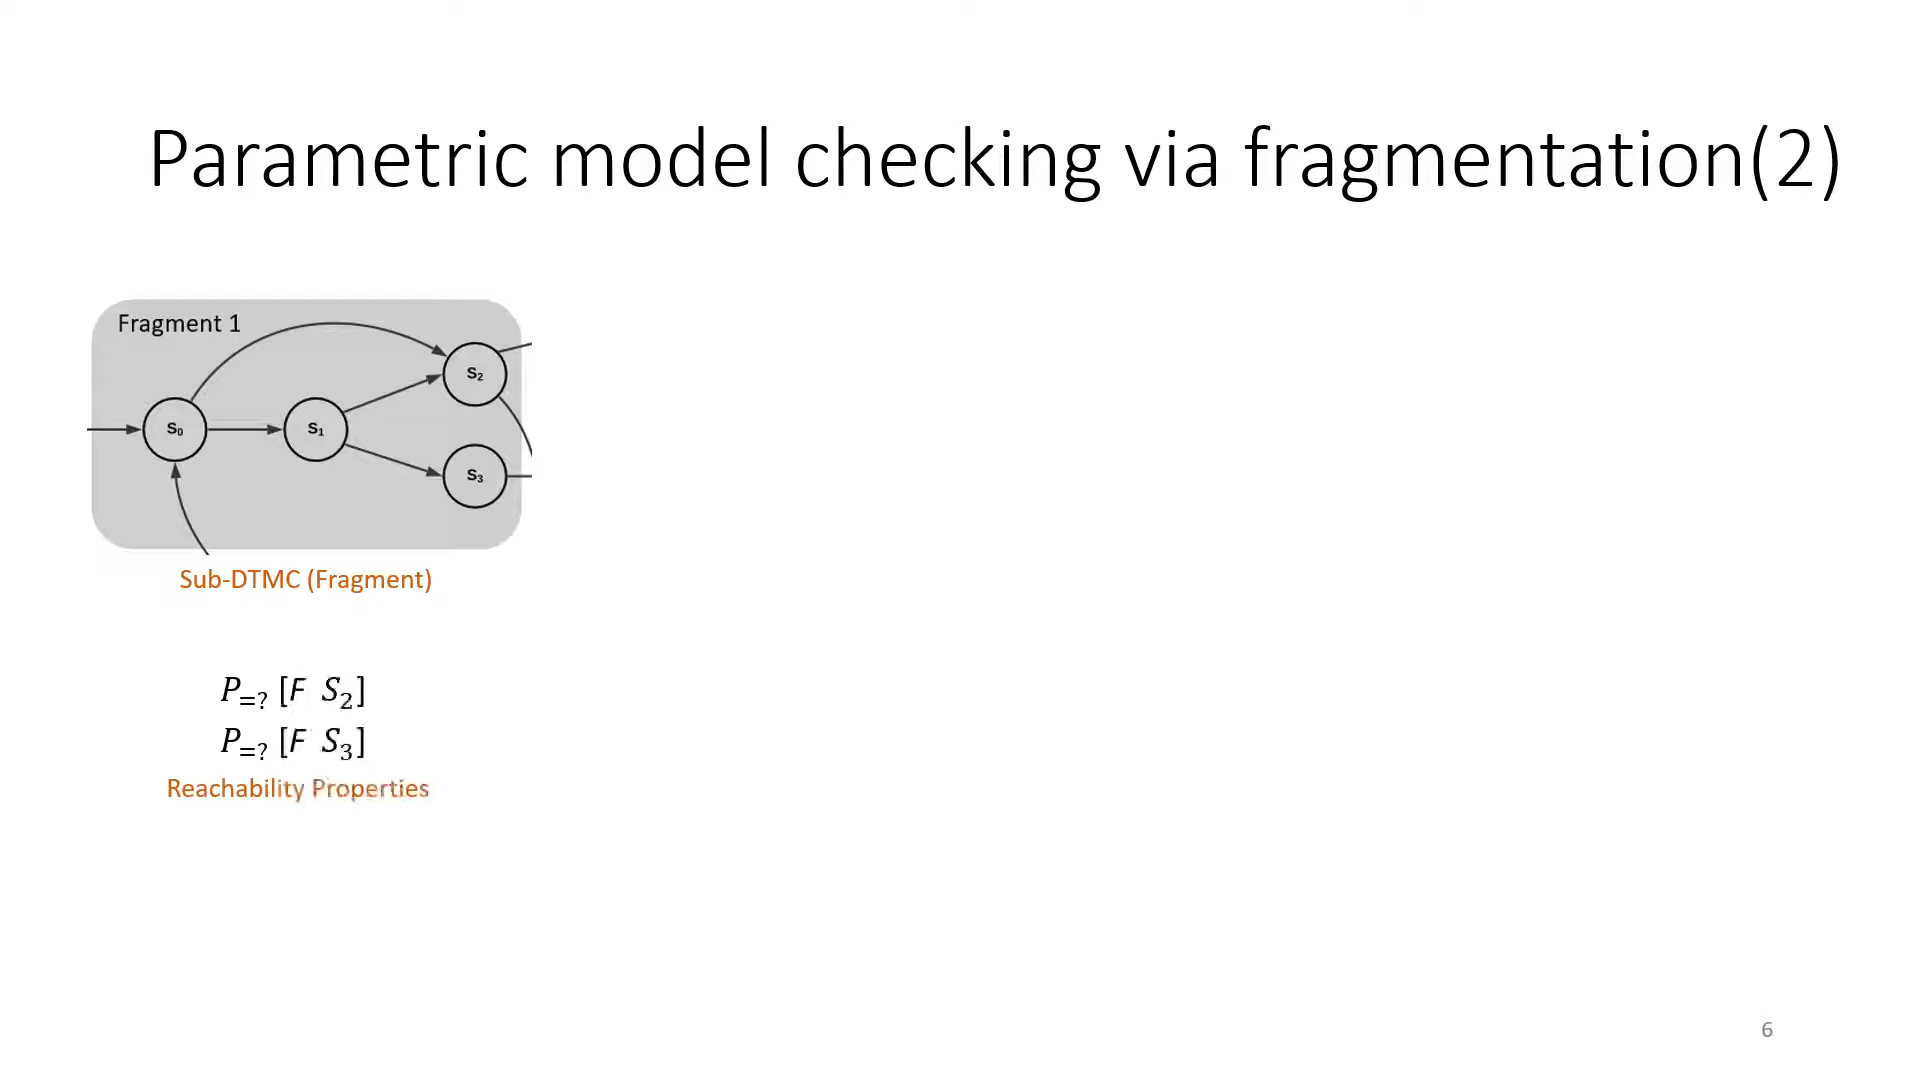 Parametric model checking via fragmentation(2)
Fragment 1
S₂
S₀
S₁
S₃
Sub-DTMC (Fragment)
P₌? [F S₂]
P₌? [F S₃]
Reachability Properties
6